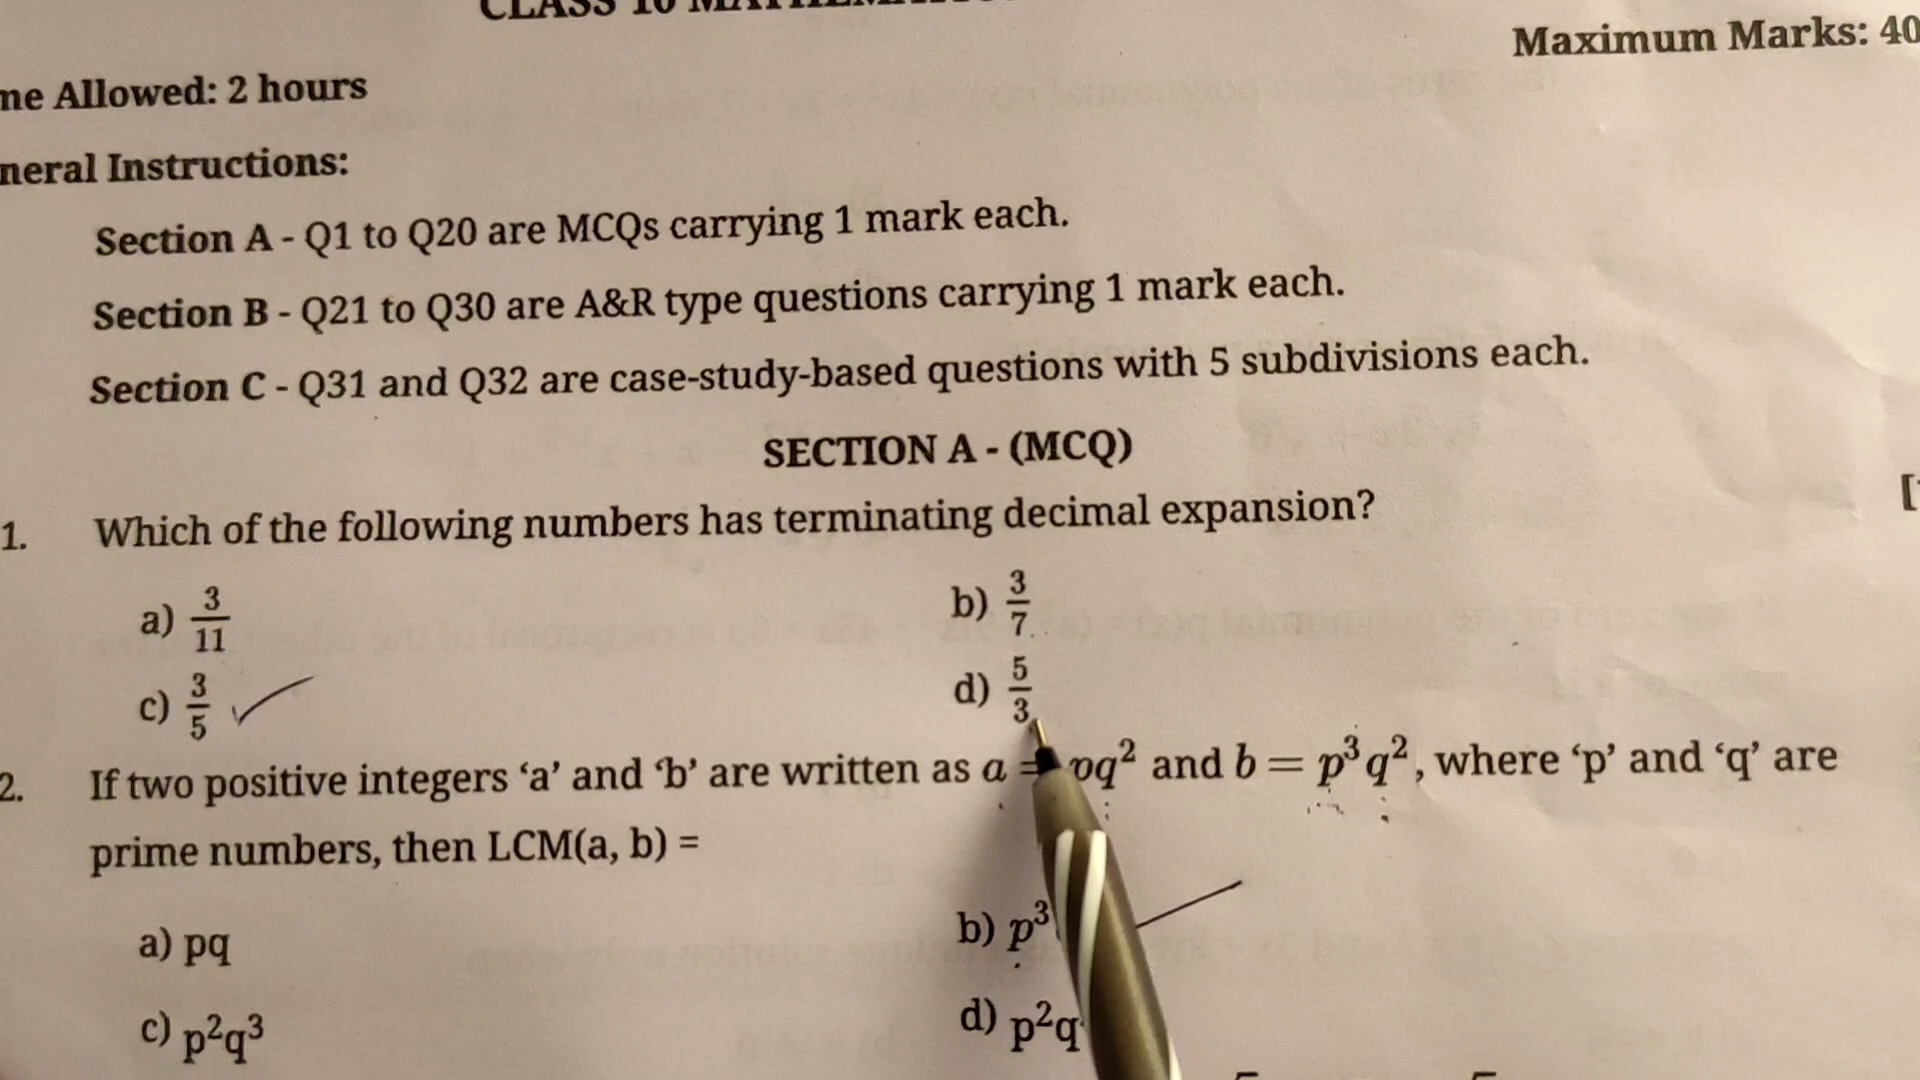 CLASS 10
Maximum Marks: 40
me Allowed: 2 hours
neral Instructions:
Section A - Q1 to Q20 are MCQs carrying 1 mark each.
Section B - Q21 to Q30 are A&R type questions carrying 1 mark each.
Section C - Q31 and Q32 are case-study-based questions with 5 subdivisions each.
SECTION A - (MCQ)
1. Which of the following numbers has terminating decimal expansion? [
a) 3/11 b) 3/7
c) 3/5 ✓ d) 5/3
2. If two positive integers ‘a’ and ‘b’ are written as a = pq² and b = p³q², where ‘p’ and ‘q’ are
prime numbers, then LCM(a, b) =
a) pq b) p³
c) p²q³ d) p²q